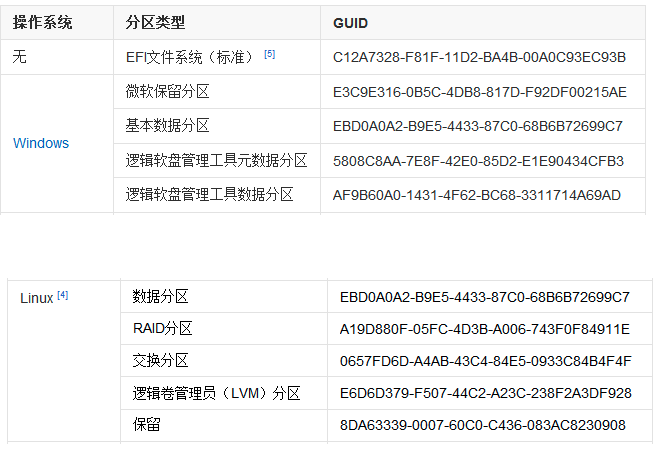 操作系统 分区类型 GUID
无 EFI文件系统（标准） [5] C12A7328-F81F-11D2-BA4B-00A0C93EC93B
微软保留分区 E3C9E316-0B5C-4DB8-817D-F92DF00215AE
基本数据分区 EBD0A0A2-B9E5-4433-87C0-68B6B72699C7
Windows
逻辑软盘管理工具元数据分区 5808C8AA-7E8F-42E0-85D2-E1E90434CFB3
逻辑软盘管理工具数据分区 AF9B60A0-1431-4F62-BC68-3311714A69AD
Linux [4] 数据分区 EBD0A0A2-B9E5-4433-87C0-68B6B72699C7
RAID分区 A19D880F-05FC-4D3B-A006-743F0F84911E
交换分区 0657FD6D-A4AB-43C4-84E5-0933C84B4F4F
逻辑卷管理员（LVM）分区 E6D6D379-F507-44C2-A23C-238F2A3DF928
保留 8DA63339-0007-60C0-C436-083AC8230908